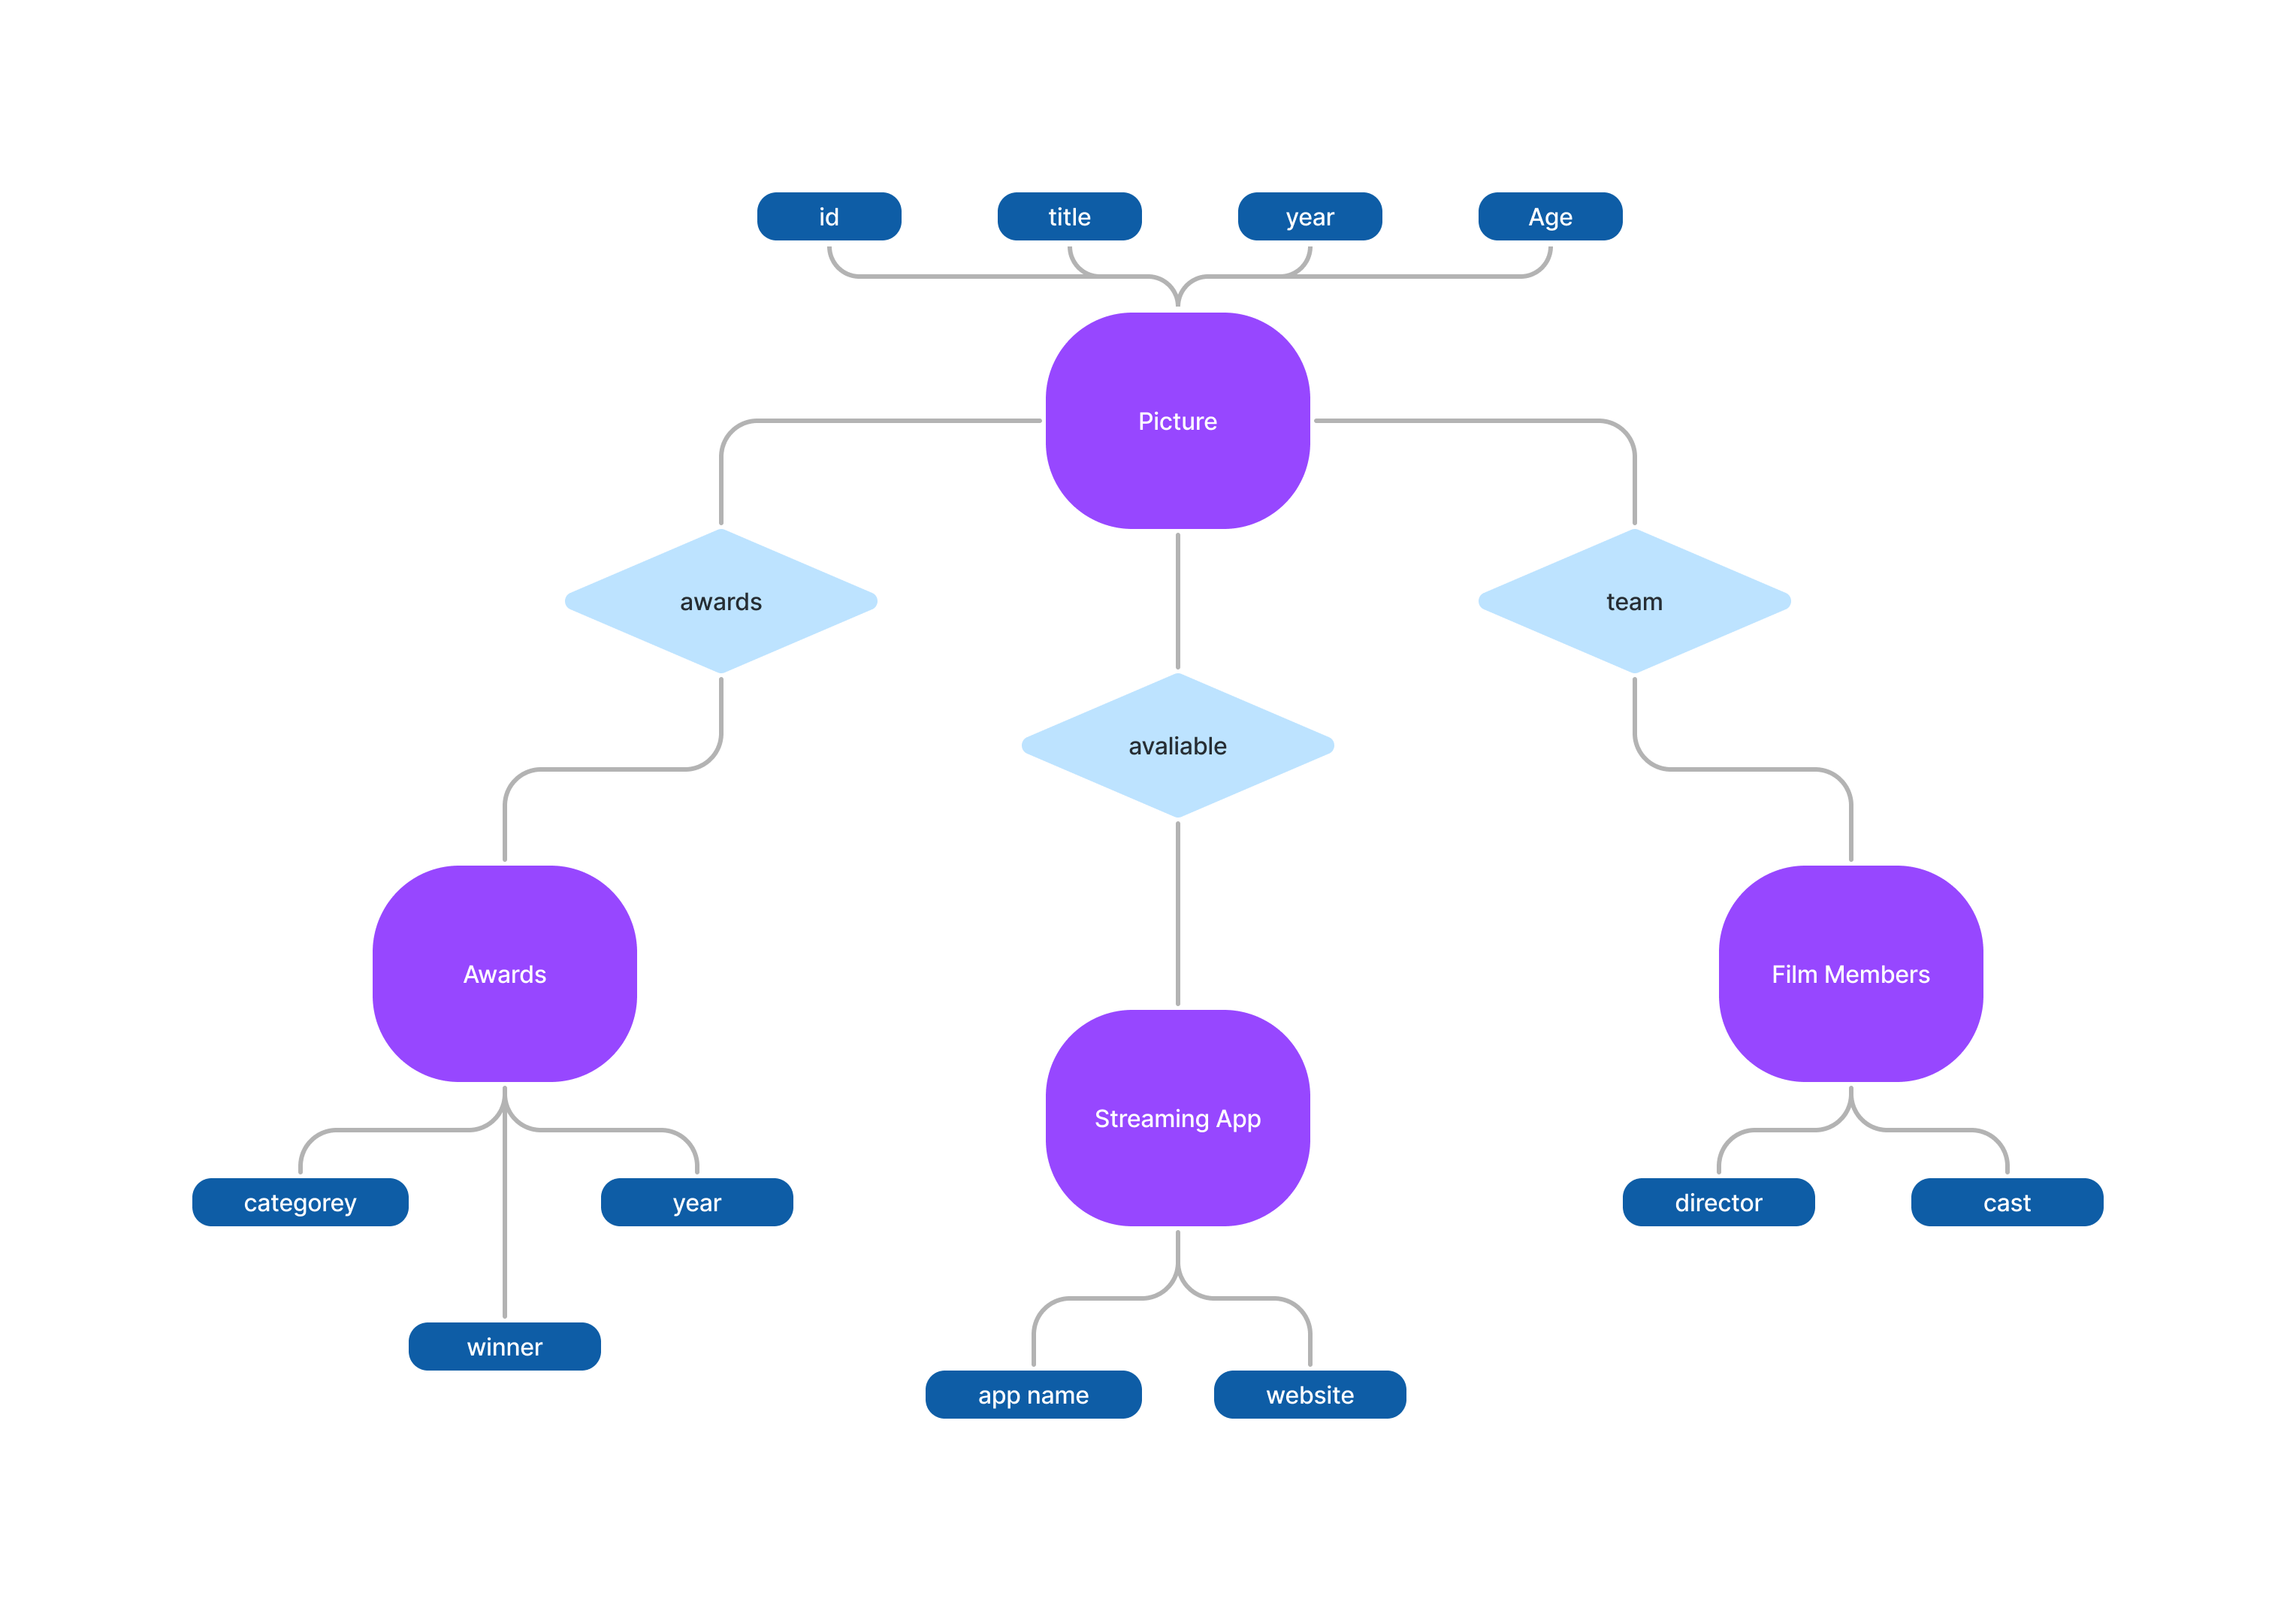 id
title
year
Age
Picture
awards
team
avaliable
Awards
Film Members
Streaming App
categorey
year
director
cast
winner
app name
website